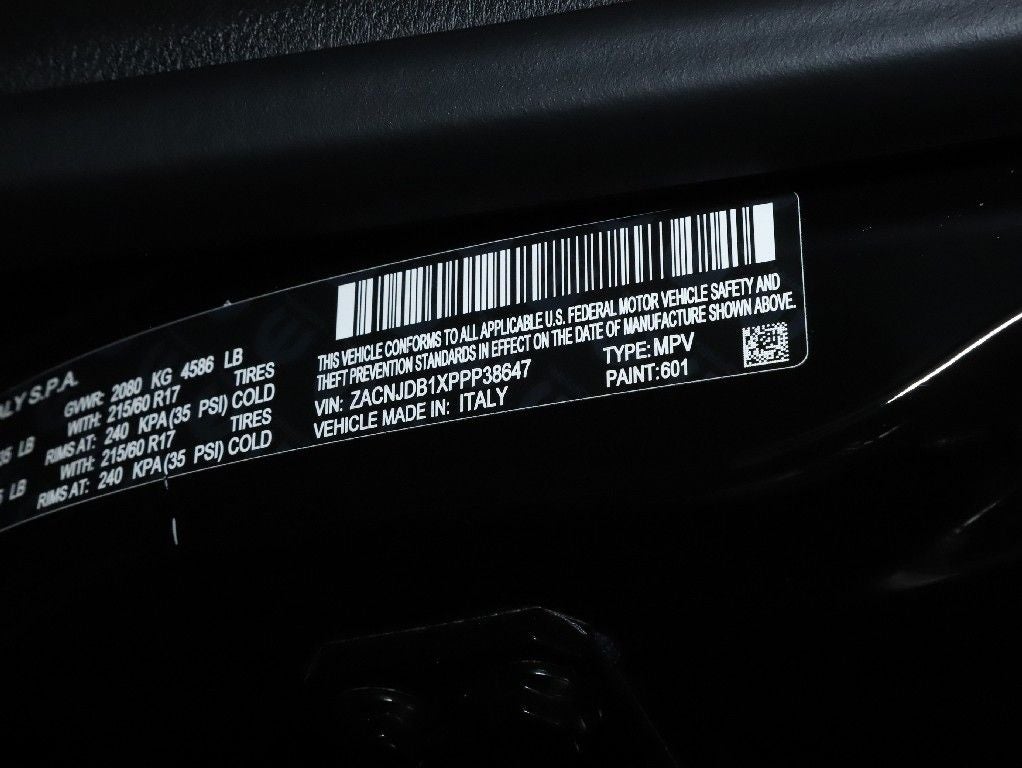 ALY S.P.A.
GVWR: 2080 KG 4586 LB
WITH: 215/60 R17 TIRES
35 LB RIMS AT: 240 KPA(35 PSI) COLD
WITH: 215/60 R17 TIRES
LB RIMS AT: 240 KPA(35 PSI) COLD
THIS VEHICLE CONFORMS TO ALL APPLICABLE U.S. FEDERAL MOTOR VEHICLE SAFETY AND
THEFT PREVENTION STANDARDS IN EFFECT ON THE DATE OF MANUFACTURE SHOWN ABOVE.
VIN: ZACNJDB1XPPP38647 TYPE: MPV
VEHICLE MADE IN: ITALY PAINT:601